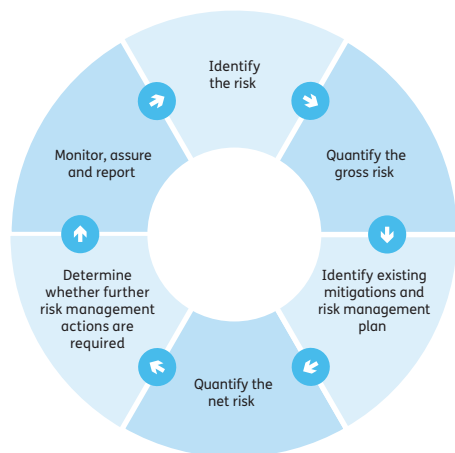 Identify
the risk
Quantify the
gross risk
Identify existing
mitigations and
risk management
plan
Quantify the
net risk
Determine
whether further
risk management
actions are
required
Monitor, assure
and report